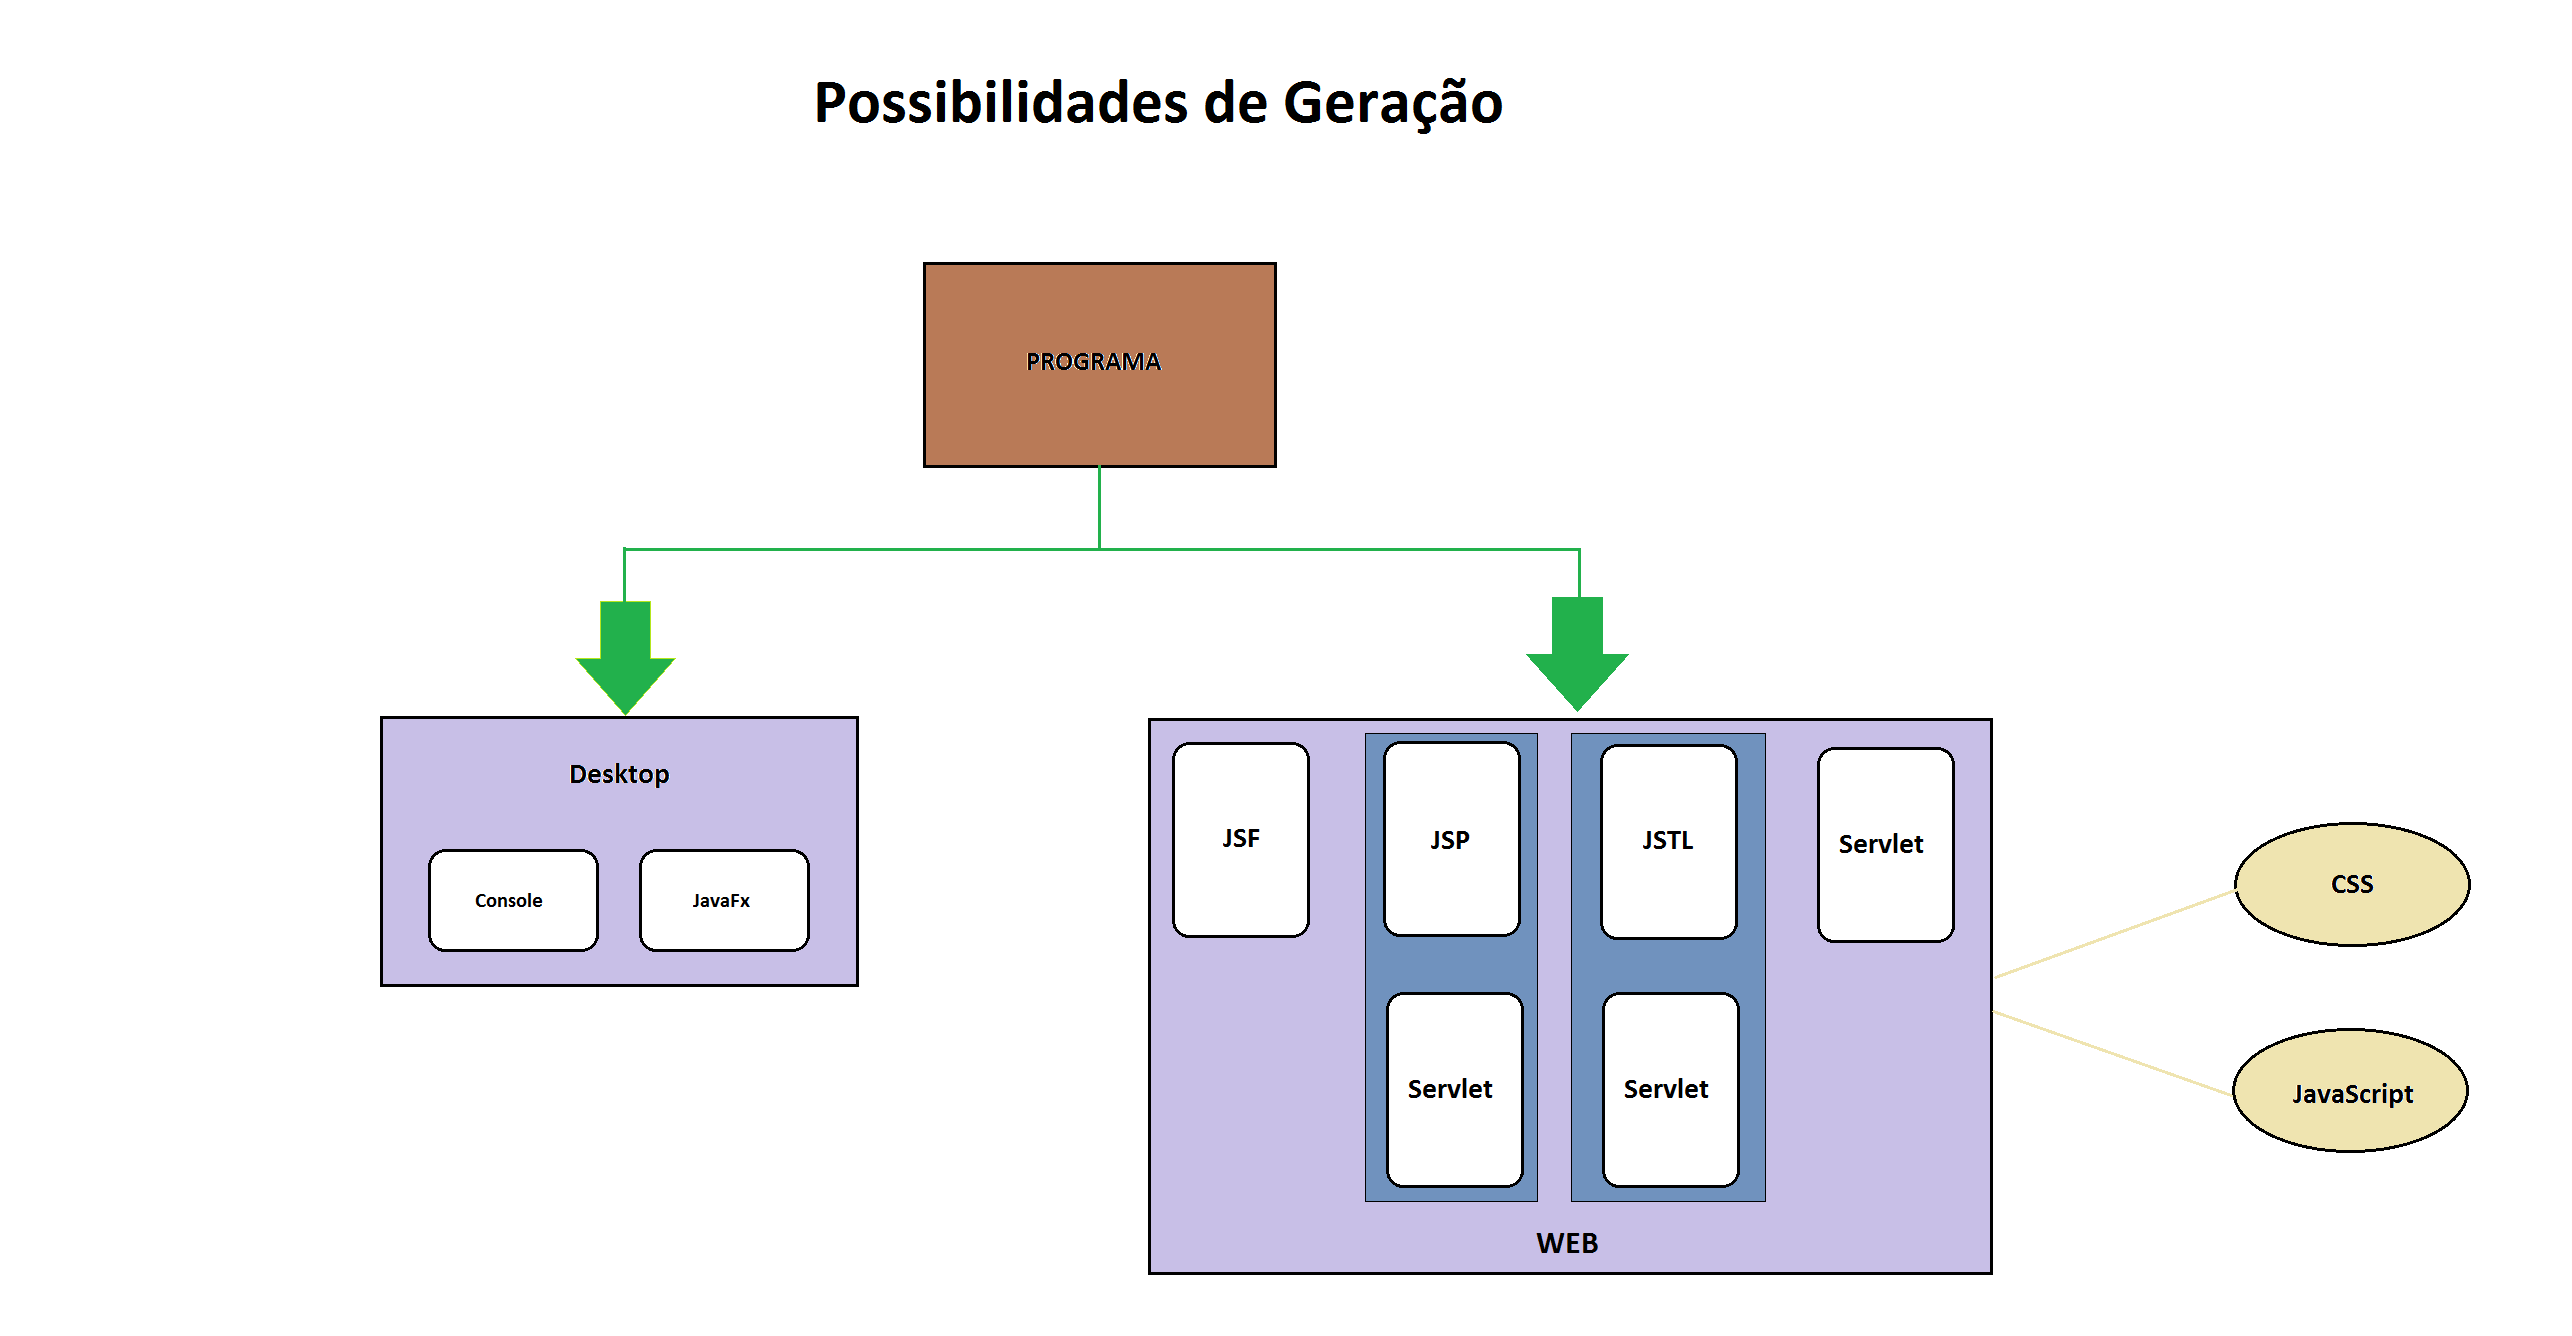 Possibilidades de Geração
PROGRAMA
Desktop
Console
JavaFx
JSF
JSP
JSTL
Servlet
Servlet
Servlet
WEB
CSS
JavaScript